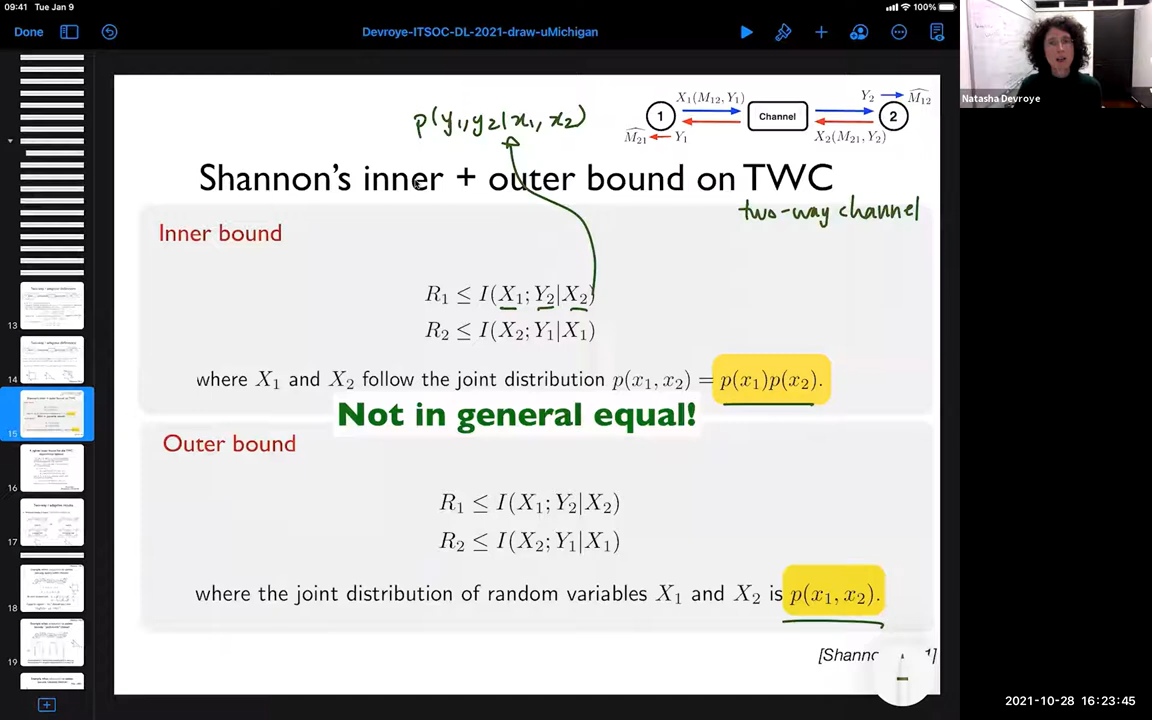 09:41 Tue Jan 9
100%
Done
Devroye-ITSOC-DL-2021-draw-uMichigan
Natasha Devroye
p(y₁,y₂|x₁,x₂)
X₁(M₁₂, Y₁)
Y₂
M̂₁₂
1
Channel
2
M̂₂₁
Y₁
X₂(M₂₁, Y₂)
Shannon's inner + outer bound on TWC
two-way channel
Inner bound
R₁ ≤ I(X₁; Y₂|X₂)
R₂ ≤ I(X₂; Y₁|X₁)
where X₁ and X₂ follow the joint distribution p(x₁, x₂) = p(x₁)p(x₂).
Not in general equal!
Outer bound
R₁ ≤ I(X₁; Y₂|X₂)
R₂ ≤ I(X₂; Y₁|X₁)
where the joint distribution of random variables X₁ and X₂ is p(x₁, x₂).
[Shanno 1]
13
14
15
16
17
18
19
2021-10-28 16:23:45